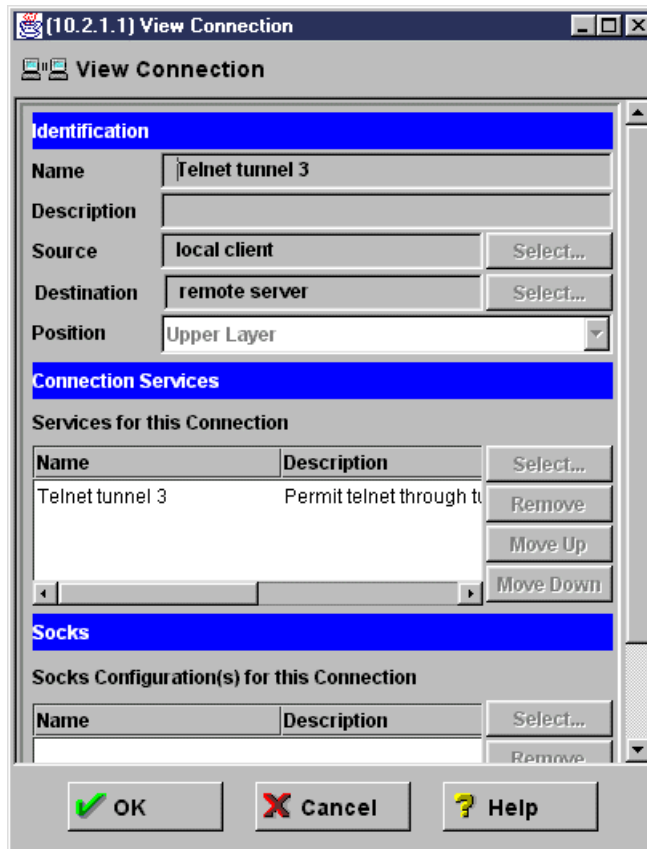 (10.2.1.1) View Connection
View Connection
Identification
Name Telnet tunnel 3
Description
Source local client Select...
Destination remote server Select...
Position Upper Layer
Connection Services
Services for this Connection
Name Description Select...
Telnet tunnel 3 Permit telnet through tu
Remove
Move Up
Move Down
Socks
Socks Configuration(s) for this Connection
Name Description Select...
Remove
OK Cancel Help